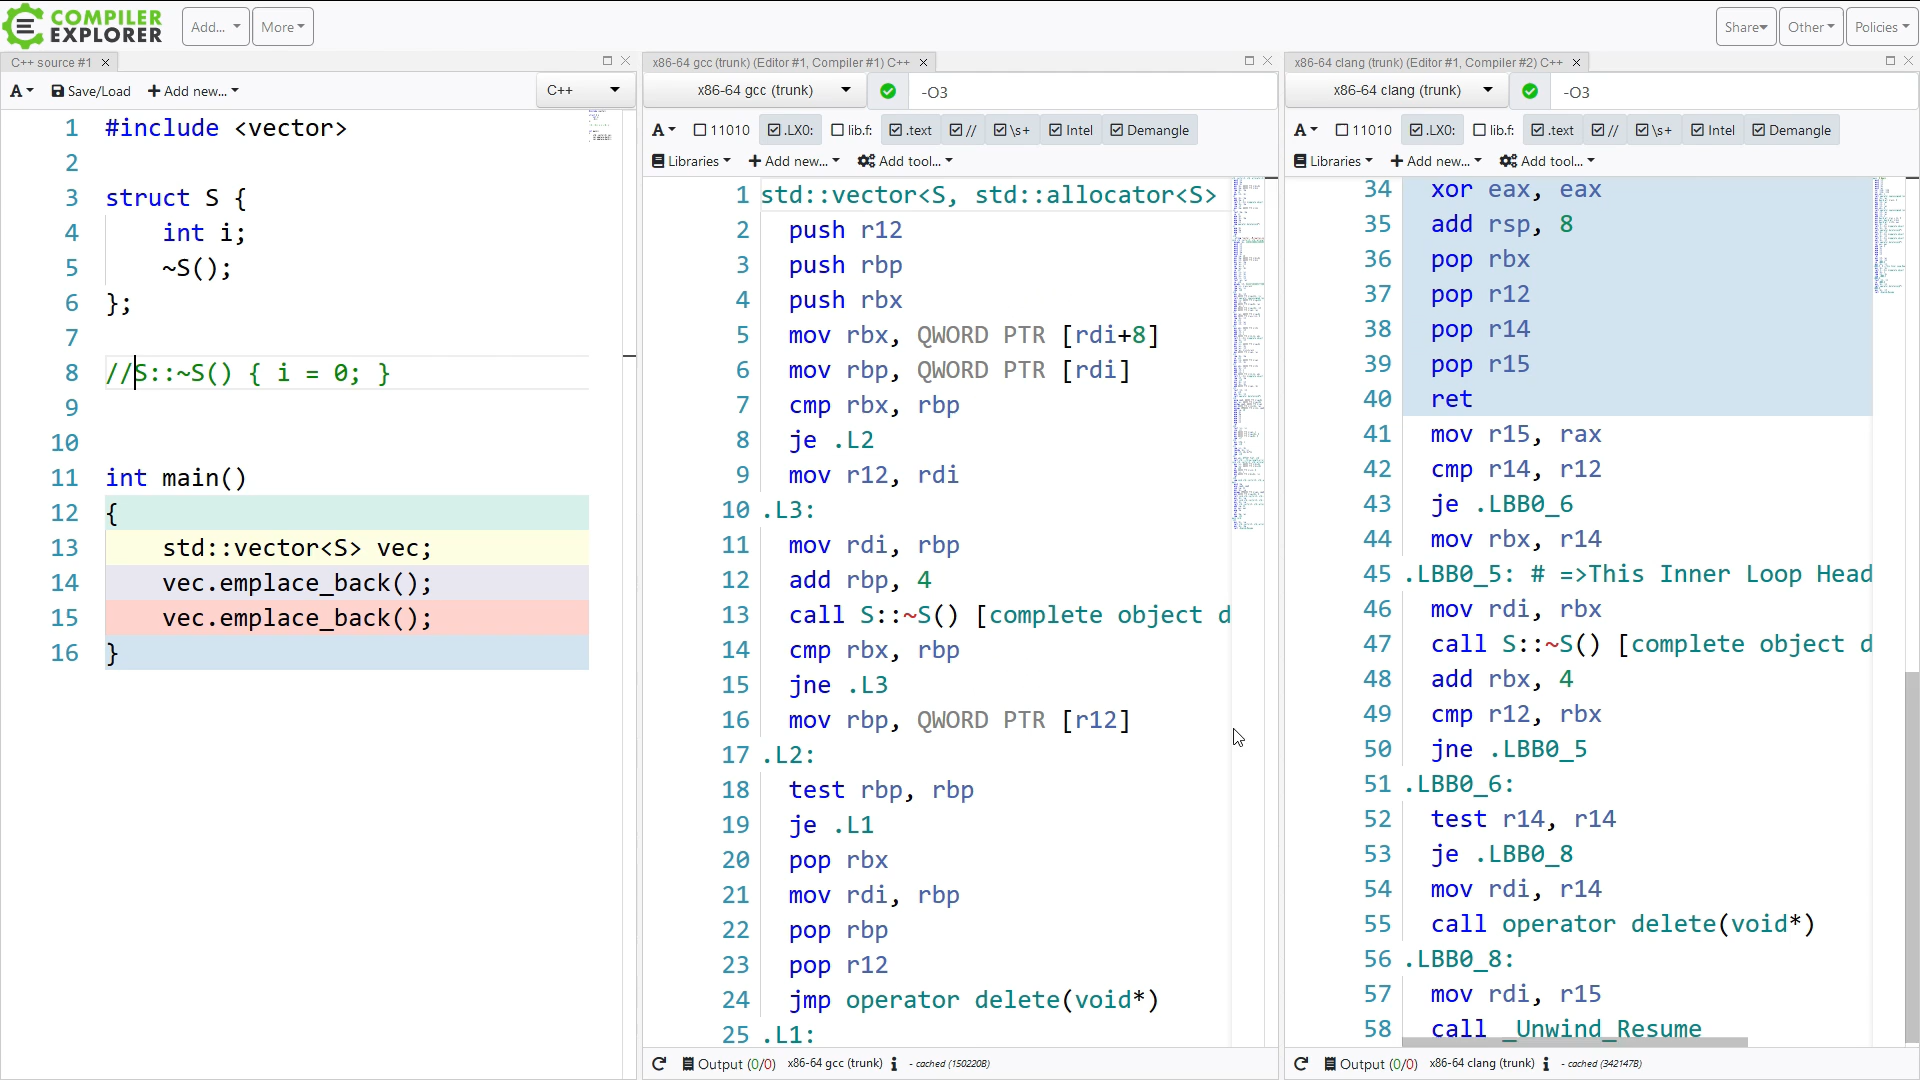 COMPILER
EXPLORER
Add...
More
Share
Other
Policies
C++ source #1
A
Save/Load
Add new...
C++
1 #include <vector>
2
3 struct S {
4 int i;
5 ~S();
6 };
7
8 //S::~S() { i = 0; }
9
10
11 int main()
12 {
13 std::vector<S> vec;
14 vec.emplace_back();
15 vec.emplace_back();
16 }
x86-64 gcc (trunk) (Editor #1, Compiler #1) C++
x86-64 gcc (trunk)
-O3
A 11010 .LX0: lib.f: .text // \s+ Intel Demangle
Libraries + Add new... Add tool...
1 std::vector<S, std::allocator<S>
2 push r12
3 push rbp
4 push rbx
5 mov rbx, QWORD PTR [rdi+8]
6 mov rbp, QWORD PTR [rdi]
7 cmp rbx, rbp
8 je .L2
9 mov r12, rdi
10 .L3:
11 mov rdi, rbp
12 add rbp, 4
13 call S::~S() [complete object d
14 cmp rbx, rbp
15 jne .L3
16 mov rbp, QWORD PTR [r12]
17 .L2:
18 test rbp, rbp
19 je .L1
20 pop rbx
21 mov rdi, rbp
22 pop rbp
23 pop r12
24 jmp operator delete(void*)
25 .L1:
Output (0/0) x86-64 gcc (trunk) i - cached (150220B)
x86-64 clang (trunk) (Editor #1, Compiler #2) C++
x86-64 clang (trunk)
-O3
A 11010 .LX0: lib.f: .text // \s+ Intel Demangle
Libraries + Add new... Add tool...
34 xor eax, eax
35 add rsp, 8
36 pop rbx
37 pop r12
38 pop r14
39 pop r15
40 ret
41 mov r15, rax
42 cmp r14, r12
43 je .LBB0_6
44 mov rbx, r14
45 .LBB0_5: # =>This Inner Loop Head
46 mov rdi, rbx
47 call S::~S() [complete object d
48 add rbx, 4
49 cmp r12, rbx
50 jne .LBB0_5
51 .LBB0_6:
52 test r14, r14
53 je .LBB0_8
54 mov rdi, r14
55 call operator delete(void*)
56 .LBB0_8:
57 mov rdi, r15
58 call _Unwind_Resume
Output (0/0) x86-64 clang (trunk) i - cached (342147B)